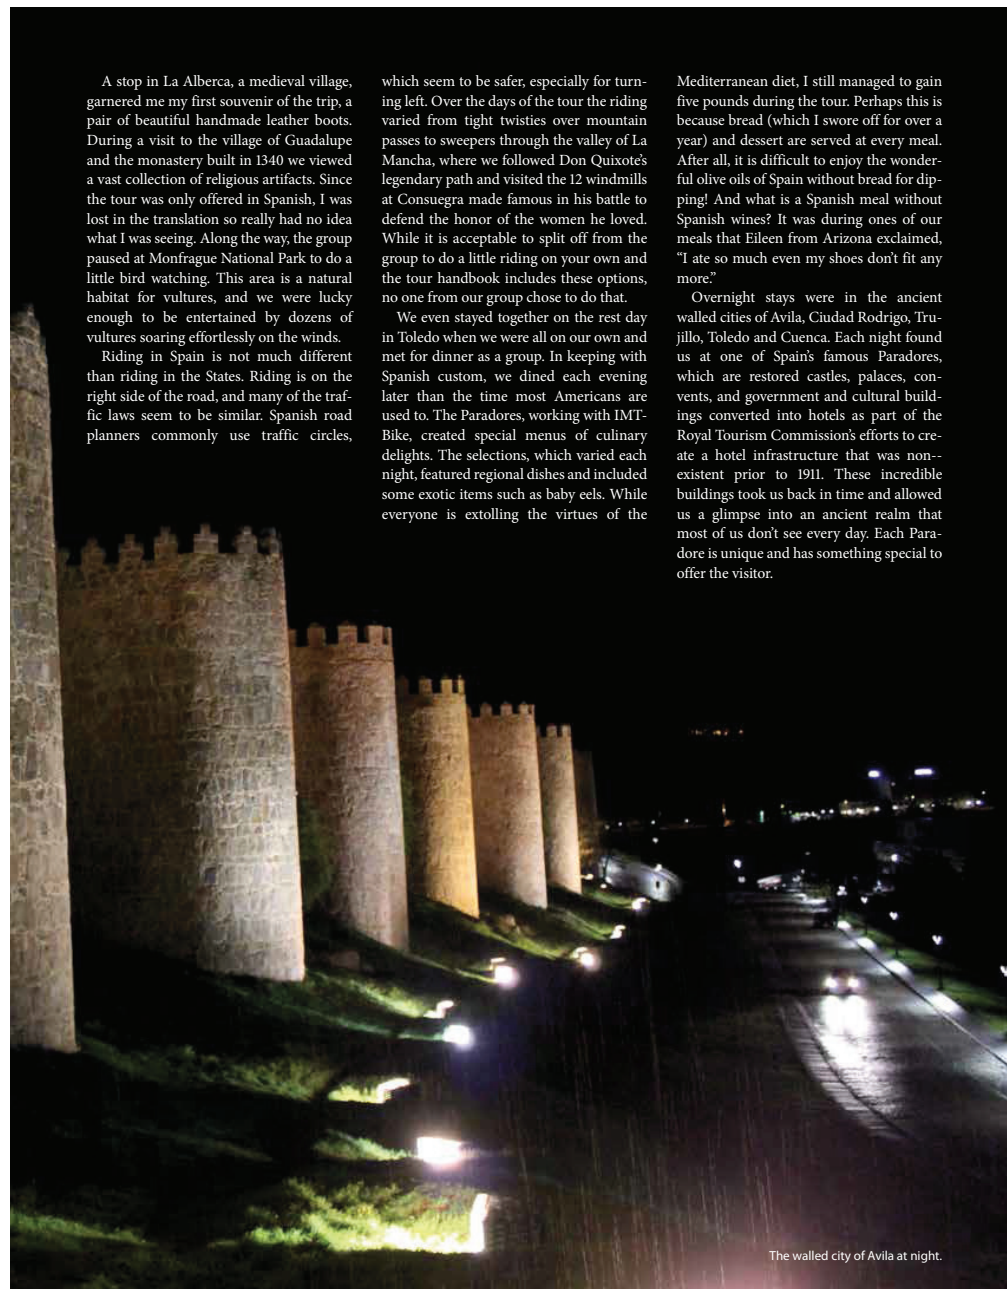 A stop in La Alberca, a medieval village,
garnered me my first souvenir of the trip, a
pair of beautiful handmade leather boots.
During a visit to the village of Guadalupe
and the monastery built in 1340 we viewed
a vast collection of religious artifacts. Since
the tour was only offered in Spanish, I was
lost in the translation so really had no idea
what I was seeing. Along the way, the group
paused at Monfrague National Park to do a
little bird watching. This area is a natural
habitat for vultures, and we were lucky
enough to be entertained by dozens of
vultures soaring effortlessly on the winds.
Riding in Spain is not much different
than riding in the States. Riding is on the
right side of the road, and many of the traf-
fic laws seem to be similar. Spanish road
planners commonly use traffic circles,
which seem to be safer, especially for turn-
ing left. Over the days of the tour the riding
varied from tight twisties over mountain
passes to sweepers through the valley of La
Mancha, where we followed Don Quixote's
legendary path and visited the 12 windmills
at Consuegra made famous in his battle to
defend the honor of the women he loved.
While it is acceptable to split off from the
group to do a little riding on your own and
the tour handbook includes these options,
no one from our group chose to do that.
We even stayed together on the rest day
in Toledo when we were all on our own and
met for dinner as a group. In keeping with
Spanish custom, we dined each evening
later than the time most Americans are
used to. The Paradores, working with IMT-
Bike, created special menus of culinary
delights. The selections, which varied each
night, featured regional dishes and included
some exotic items such as baby eels. While
everyone is extolling the virtues of the
Mediterranean diet, I still managed to gain
five pounds during the tour. Perhaps this is
because bread (which I swore off for over a
year) and dessert are served at every meal.
After all, it is difficult to enjoy the wonder-
ful olive oils of Spain without bread for dip-
ping! And what is a Spanish meal without
Spanish wines? It was during ones of our
meals that Eileen from Arizona exclaimed,
“I ate so much even my shoes don't fit any
more.”
Overnight stays were in the ancient
walled cities of Avila, Ciudad Rodrigo, Tru-
jillo, Toledo and Cuenca. Each night found
us at one of Spain's famous Paradores,
which are restored castles, palaces, con-
vents, and government and cultural build-
ings converted into hotels as part of the
Royal Tourism Commission's efforts to cre-
ate a hotel infrastructure that was non--
existent prior to 1911. These incredible
buildings took us back in time and allowed
us a glimpse into an ancient realm that
most of us don't see every day. Each Para-
dore is unique and has something special to
offer the visitor.
The walled city of Avila at night.